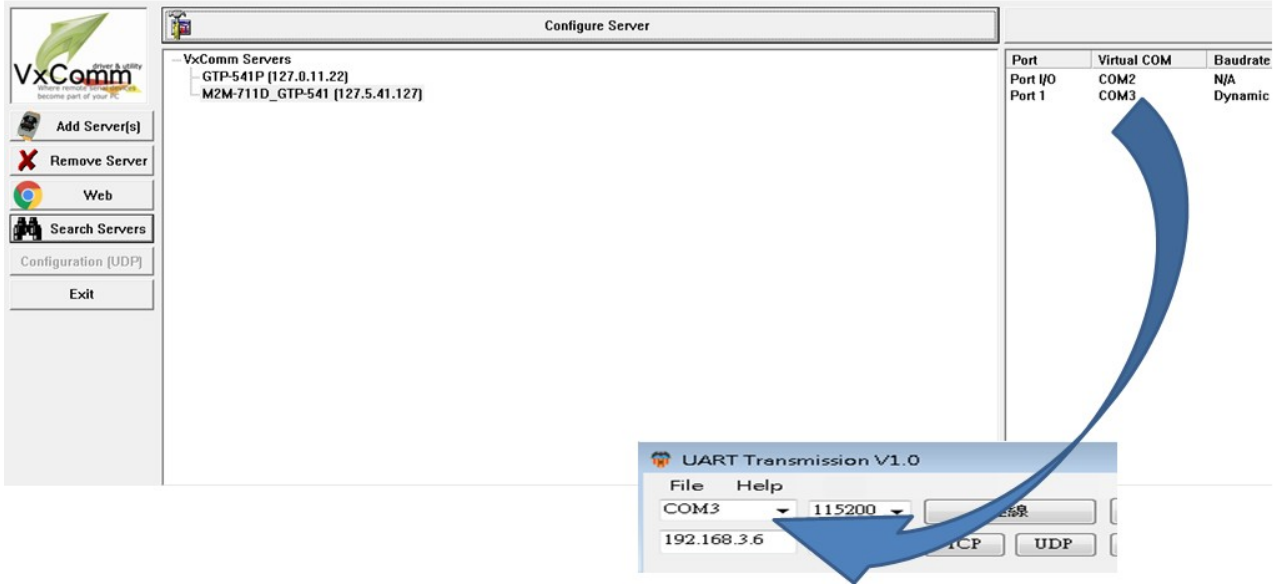 driver & utility
VxComm
Where remote serial devices
become part of your PC
Add Server(s)
Remove Server
Web
Search Servers
Configuration (UDP)
Exit
Configure Server
VxComm Servers
GTP-541P (127.0.11.22)
M2M-711D_GTP-541 (127.5.41.127)
Port Virtual COM Baudrate
Port I/O COM2 N/A
Port 1 COM3 Dynamic
UART Transmission V1.0
File Help
COM3 115200 線
192.168.3.6 TCP UDP